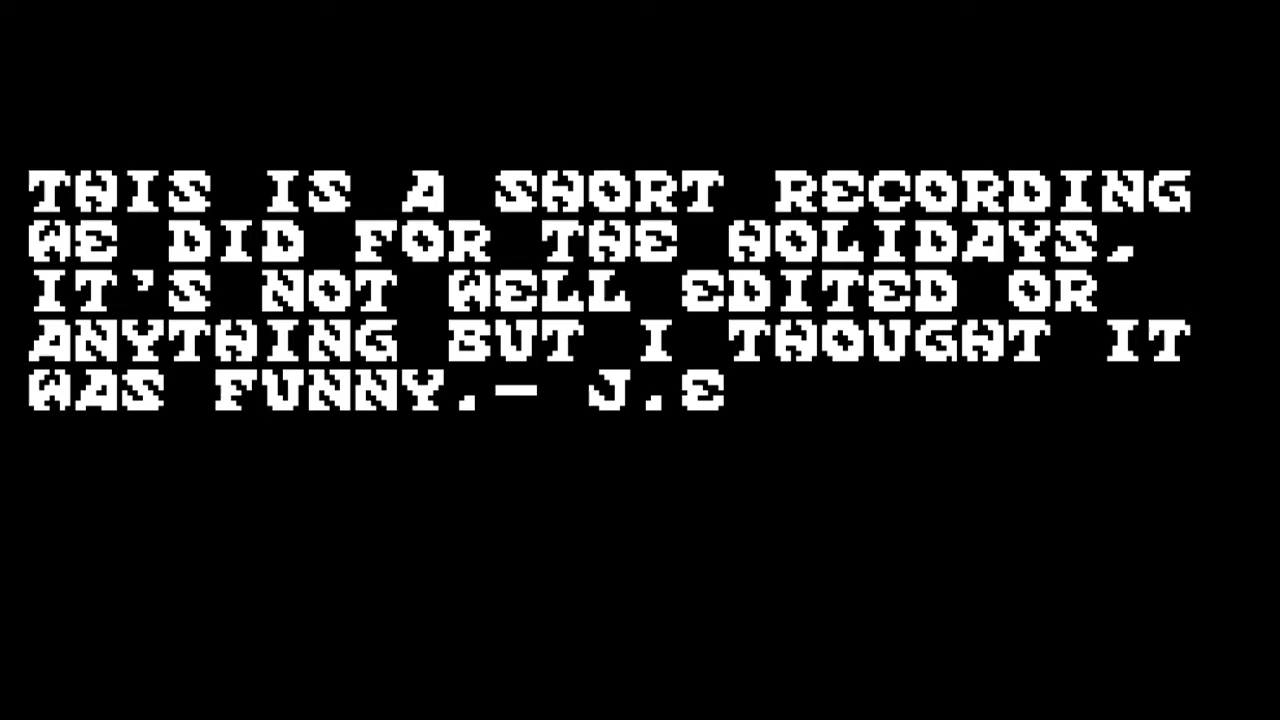 THIS IS A SHORT RECORDING
WE DID FOR THE HOLIDAYS,
IT'S NOT WELL EDITED OR
ANYTHING BUT I THOUGHT IT
WAS FUNNY.- J.E